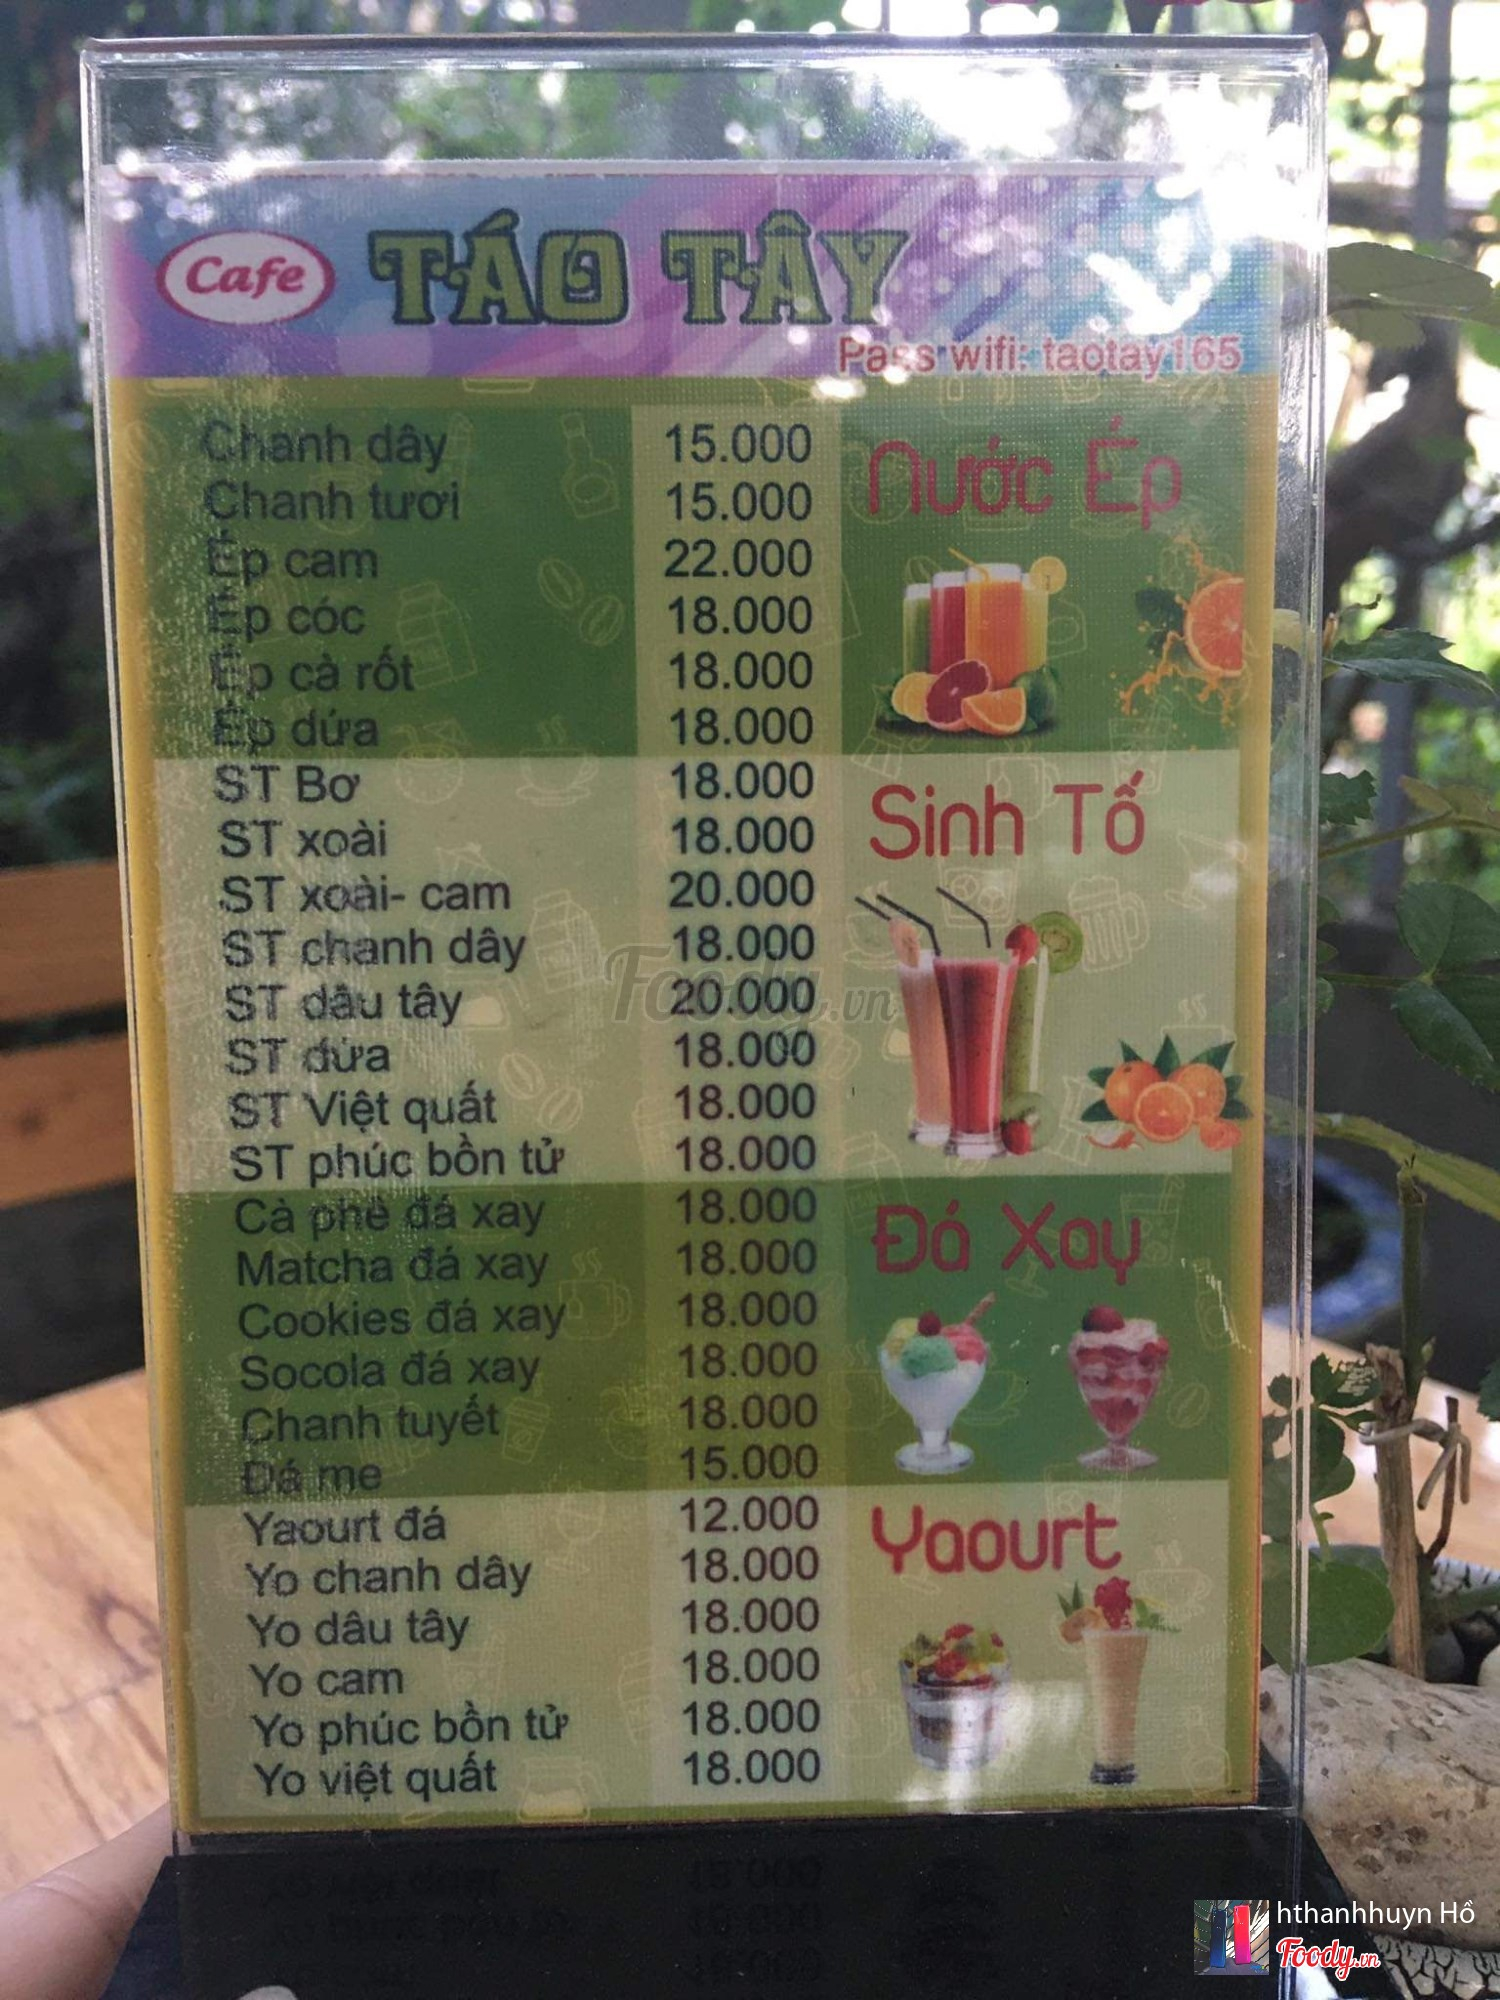 Cafe TÁO TÂY
Pass wifi: taotay165
Nước Ép
Chanh dây 15.000
Chanh tươi 15.000
Ép cam 22.000
Ép cóc 18.000
Ép cà rốt 18.000
Ép dứa 18.000
Sinh Tố
ST Bơ 18.000
ST xoài 18.000
ST xoài- cam 20.000
ST chanh dây 18.000
ST dâu tây 20.000
ST dứa 18.000
ST Việt quất 18.000
ST phúc bồn tử 18.000
Đá Xay
Cà phê đá xay 18.000
Matcha đá xay 18.000
Cookies đá xay 18.000
Socola đá xay 18.000
Chanh tuyết 18.000
Đá me 15.000
Yaourt
Yaourt đá 12.000
Yo chanh dây 18.000
Yo dâu tây 18.000
Yo cam 18.000
Yo phúc bồn tử 18.000
Yo việt quất 18.000
Foody.vn
hthanhhuyn Hồ
Foody.vn